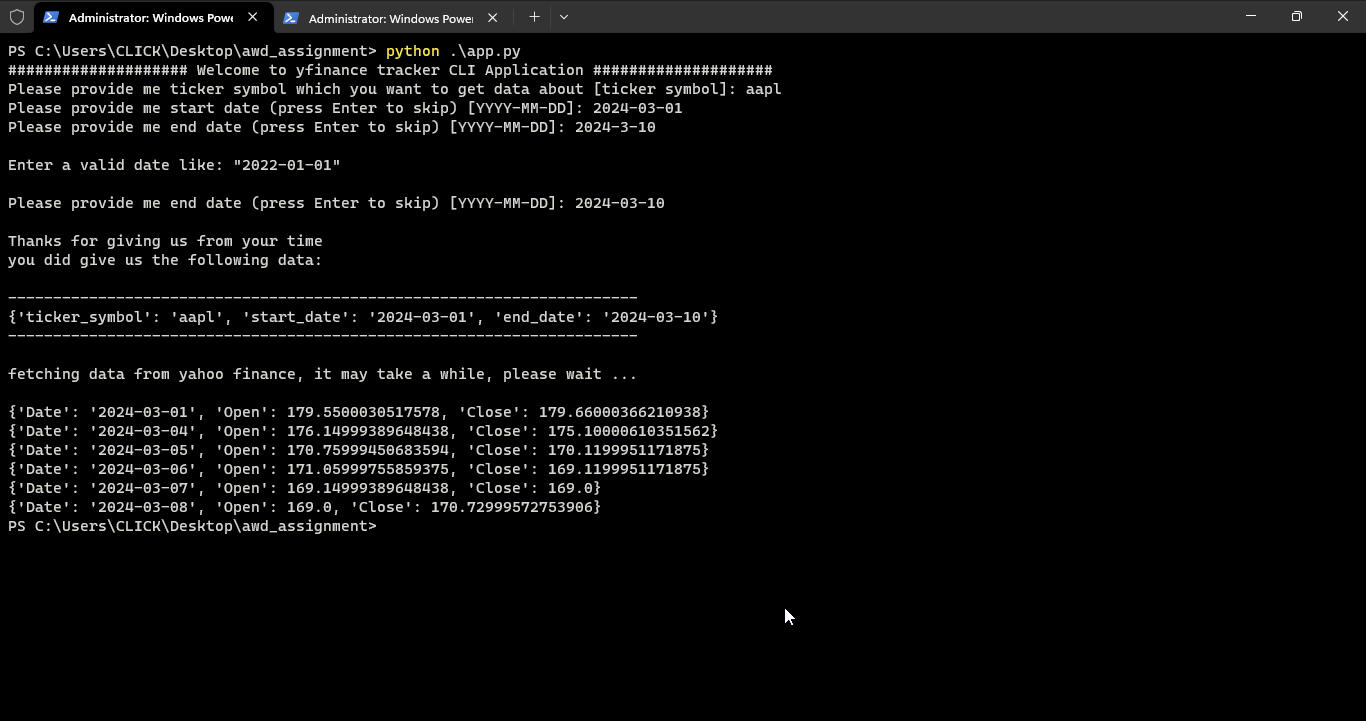 Administrator: Windows Powe
Administrator: Windows Power
PS C:\Users\CLICK\Desktop\awd_assignment> python .\app.py
#################### Welcome to yfinance tracker CLI Application ####################
Please provide me ticker symbol which you want to get data about [ticker symbol]: aapl
Please provide me start date (press Enter to skip) [YYYY-MM-DD]: 2024-03-01
Please provide me end date (press Enter to skip) [YYYY-MM-DD]: 2024-3-10
Enter a valid date like: "2022-01-01"
Please provide me end date (press Enter to skip) [YYYY-MM-DD]: 2024-03-10
Thanks for giving us from your time
you did give us the following data:
----------------------------------------------------------------------
{'ticker_symbol': 'aapl', 'start_date': '2024-03-01', 'end_date': '2024-03-10'}
----------------------------------------------------------------------
fetching data from yahoo finance, it may take a while, please wait ...
{'Date': '2024-03-01', 'Open': 179.5500030517578, 'Close': 179.66000366210938}
{'Date': '2024-03-04', 'Open': 176.14999389648438, 'Close': 175.10000610351562}
{'Date': '2024-03-05', 'Open': 170.75999450683594, 'Close': 170.1199951171875}
{'Date': '2024-03-06', 'Open': 171.05999755859375, 'Close': 169.1199951171875}
{'Date': '2024-03-07', 'Open': 169.14999389648438, 'Close': 169.0}
{'Date': '2024-03-08', 'Open': 169.0, 'Close': 170.72999572753906}
PS C:\Users\CLICK\Desktop\awd_assignment>